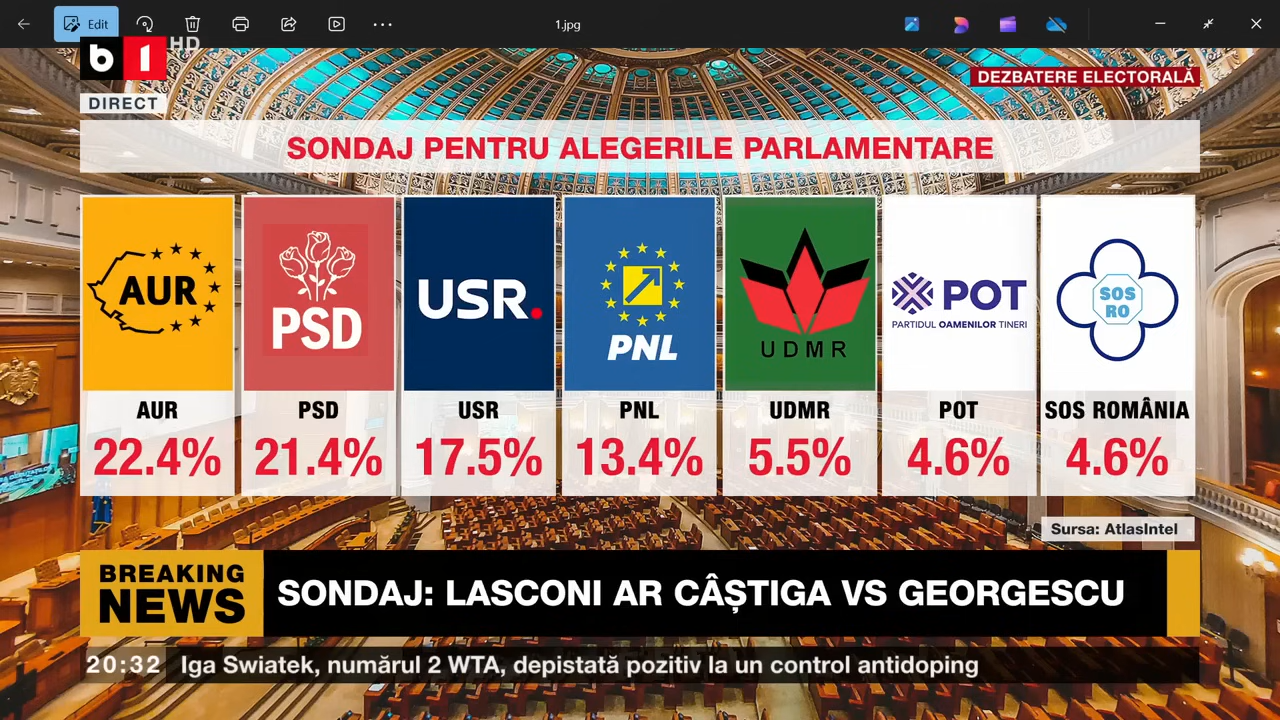 Edit
1.jpg
b1 HD
DIRECT
DEZBATERE ELECTORALĂ
SONDAJ PENTRU ALEGERILE PARLAMENTARE
AUR
PSD
USR.
PNL
UDMR
POT
PARTIDUL OAMENILOR TINERI
SOS
RO
AUR PSD USR PNL UDMR POT SOS ROMÂNIA
22.4% 21.4% 17.5% 13.4% 5.5% 4.6% 4.6%
Sursa: AtlasIntel
BREAKING
NEWS
SONDAJ: LASCONI AR CÂȘTIGA VS GEORGESCU
20:32 Iga Swiatek, numărul 2 WTA, depistată pozitiv la un control antidoping